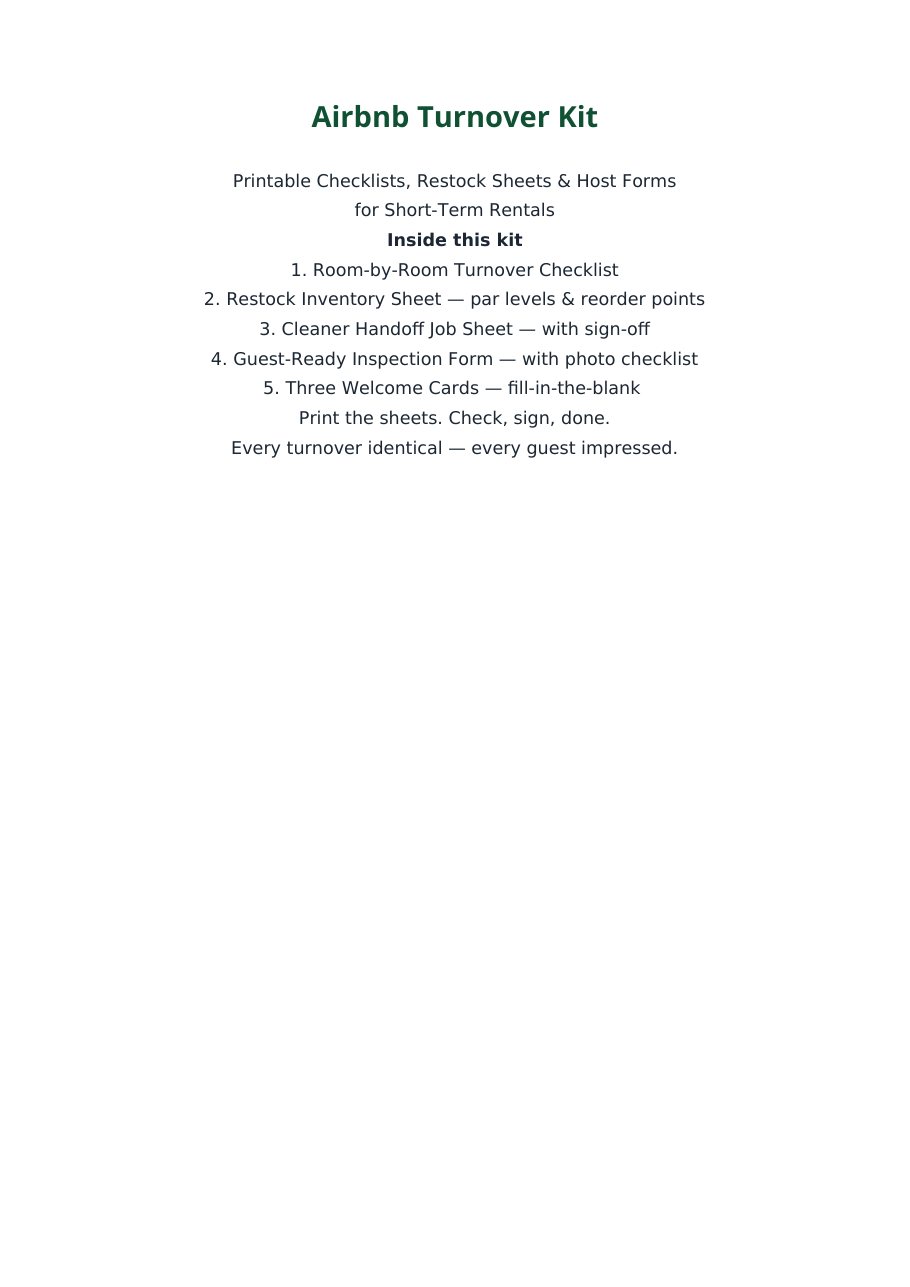 Airbnb Turnover Kit
Printable Checklists, Restock Sheets & Host Forms
for Short-Term Rentals
Inside this kit
1. Room-by-Room Turnover Checklist
2. Restock Inventory Sheet — par levels & reorder points
3. Cleaner Handoff Job Sheet — with sign-off
4. Guest-Ready Inspection Form — with photo checklist
5. Three Welcome Cards — fill-in-the-blank
Print the sheets. Check, sign, done.
Every turnover identical — every guest impressed.